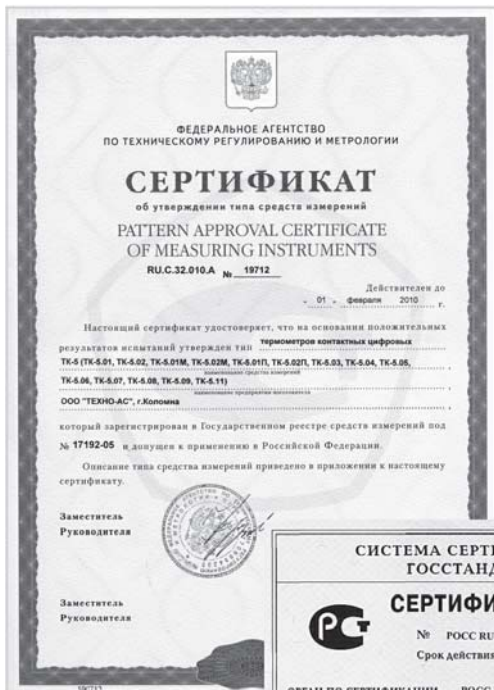 ФЕДЕРАЛЬНОЕ АГЕНТСТВО
ПО ТЕХНИЧЕСКОМУ РЕГУЛИРОВАНИЮ И МЕТРОЛОГИИ
СЕРТИФИКАТ
об утверждении типа средств измерений
PATTERN APPROVAL CERTIFICATE
OF MEASURING INSTRUMENTS
RU.C.32.010.A № 19712
Действителен до
" 01 " февраля 2010 г.
Настоящий сертификат удостоверяет, что на основании положительных
результатов испытаний утвержден тип термометров контактных цифровых
ТК-5 (ТК-5.01, ТК-5.02, ТК-5.01М, ТК-5.02М, ТК-5.01П, ТК-5.02П, ТК-5.03, ТК-5.04, ТК-5.05,
наименование средства измерений
ТК-5.06, ТК-5.07, ТК-5.08, ТК-5.09, ТК-5.11)
наименование предприятия-изготовителя
ООО "ТЕХНО-АС", г.Коломна
который зарегистрирован в Государственном реестре средств измерений под
№ 17192-05 и допущен к применению в Российской Федерации.
Описание типа средства измерений приведено в приложении к настоящему
сертификату.
Заместитель
Руководителя
Заместитель
Руководителя
СИСТЕМА СЕРТИ
ГОССТАНД
СЕРТИФИ
№ РОСС RU
Срок действия